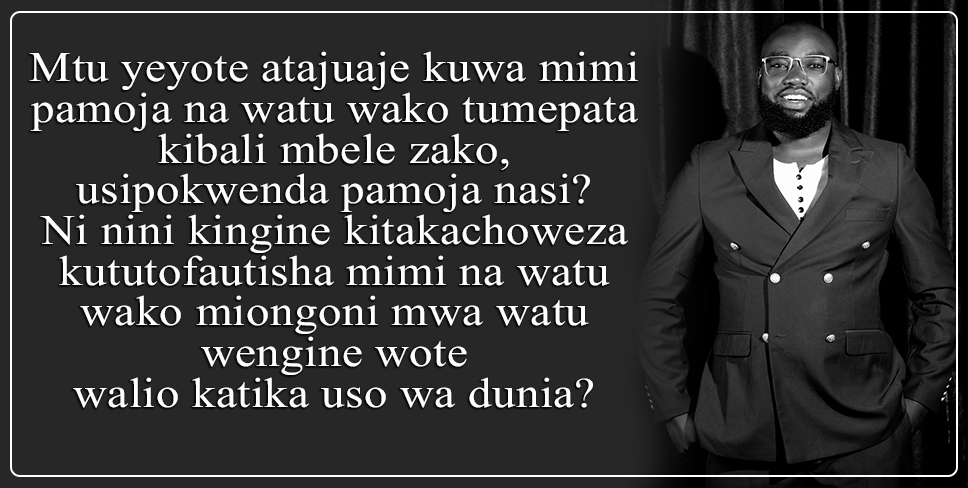 Mtu yeyote atajuaje kuwa mimi
pamoja na watu wako tumepata
kibali mbele zako,
usipokwenda pamoja nasi?
Ni nini kingine kitakachoweza
kututofautisha mimi na watu
wako miongoni mwa watu
wengine wote
walio katika uso wa dunia?